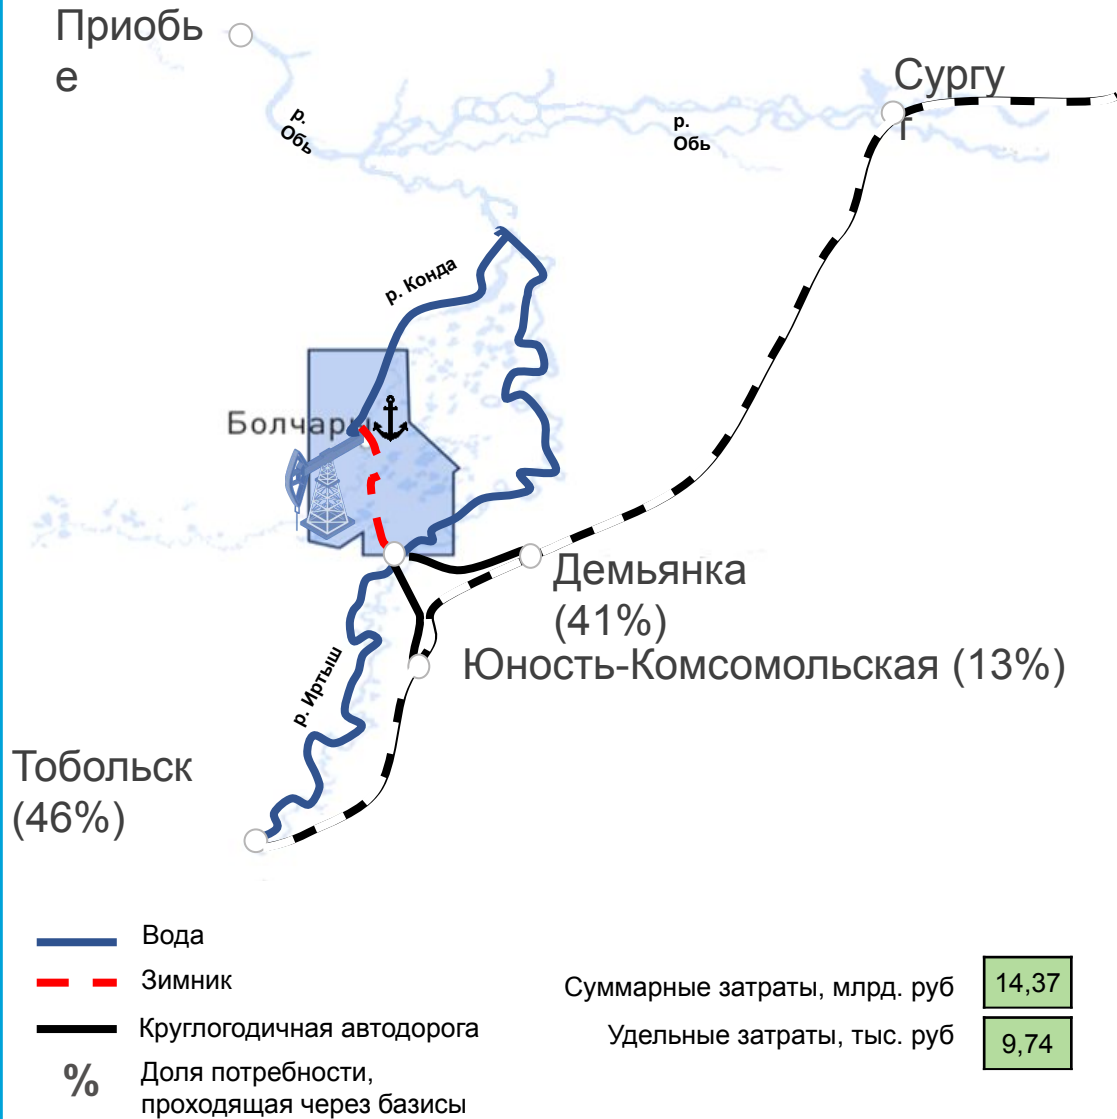 Приобь
е
Сургу
т
р.
Обь
р.
Обь
р. Конда
Болчары
Демьянка
(41%)
Юность-Комсомольская (13%)
р. Иртыш
Тобольск
(46%)
Вода
Зимник
Круглогодичная автодорога
% Доля потребности,
проходящая через базисы
Суммарные затраты, млрд. руб 14,37
Удельные затраты, тыс. руб 9,74